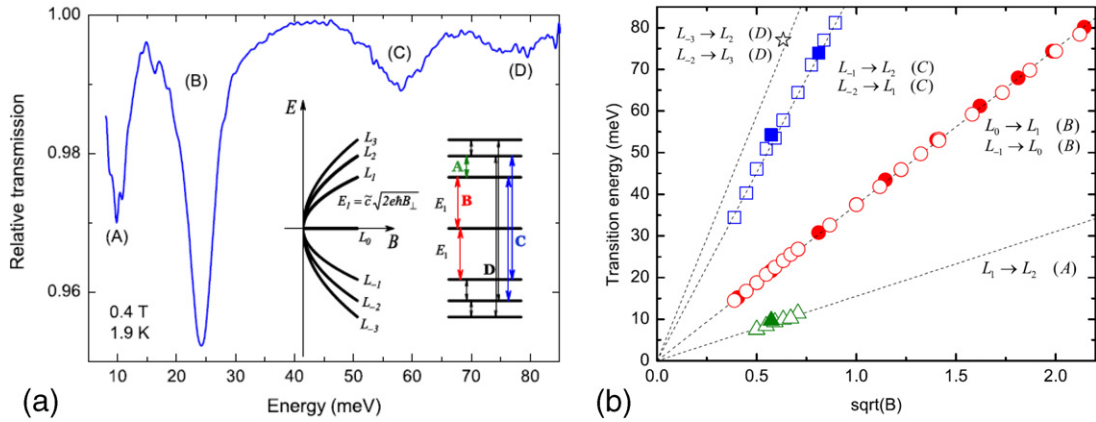 1.00
0.98
0.96
Relative transmission
(A)
(B)
(C)
(D)
0.4 T
1.9 K
E
L₃
L₂
L₁
E₁=c̃√2eħB⊥
L₀
B
L₋₁
L₋₂
L₋₃
A
E₁
B
E₁
C
D
10 20 30 40 50 60 70 80
Energy (meV)
(a)
90
80
70
60
50
40
30
20
10
0
Transition energy (meV)
L₋₃ → L₂ (D)
L₋₂ → L₃ (D)
L₋₁ → L₂ (C)
L₋₂ → L₁ (C)
L₀ → L₁ (B)
L₋₁ → L₀ (B)
L₁ → L₂ (A)
0.0 0.5 1.0 1.5 2.0
sqrt(B)
(b)